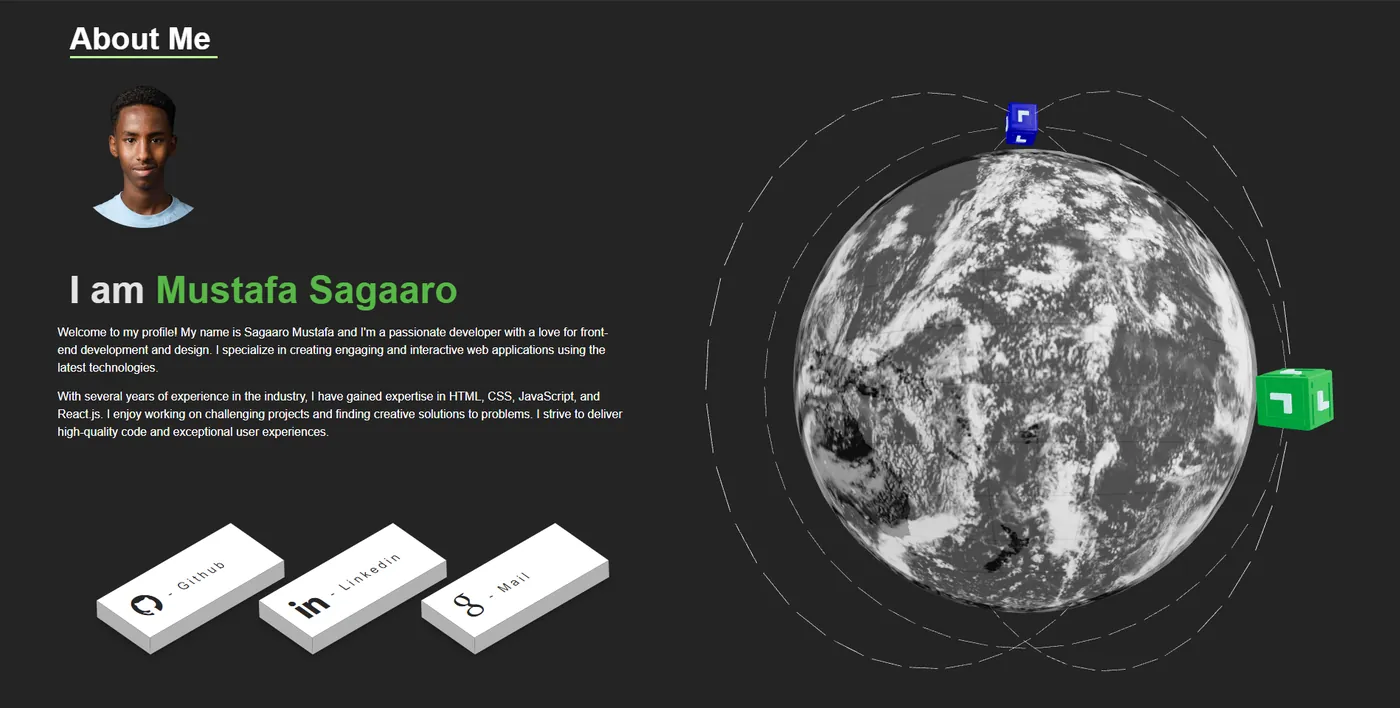 About Me
I am Mustafa Sagaaro
Welcome to my profile! My name is Sagaaro Mustafa and I'm a passionate developer with a love for front-
end development and design. I specialize in creating engaging and interactive web applications using the
latest technologies.
With several years of experience in the industry, I have gained expertise in HTML, CSS, JavaScript, and
React.js. I enjoy working on challenging projects and finding creative solutions to problems. I strive to deliver
high-quality code and exceptional user experiences.
- Github
in - Linkedin
g - Mail